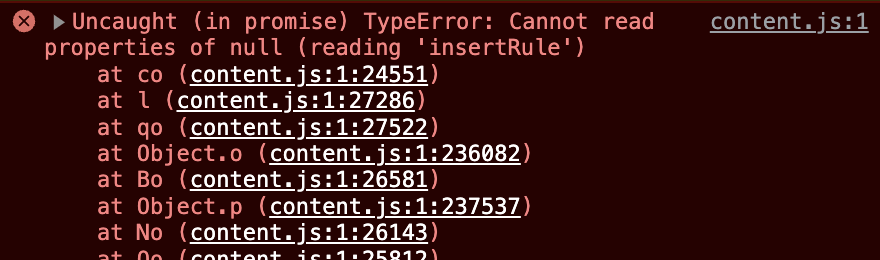 Uncaught (in promise) TypeError: Cannot read content.js:1
properties of null (reading 'insertRule')
at co (content.js:1:24551)
at l (content.js:1:27286)
at qo (content.js:1:27522)
at Object.o (content.js:1:236082)
at Bo (content.js:1:26581)
at Object.p (content.js:1:237537)
at No (content.js:1:26143)
at Oo (content.js:1:25812)